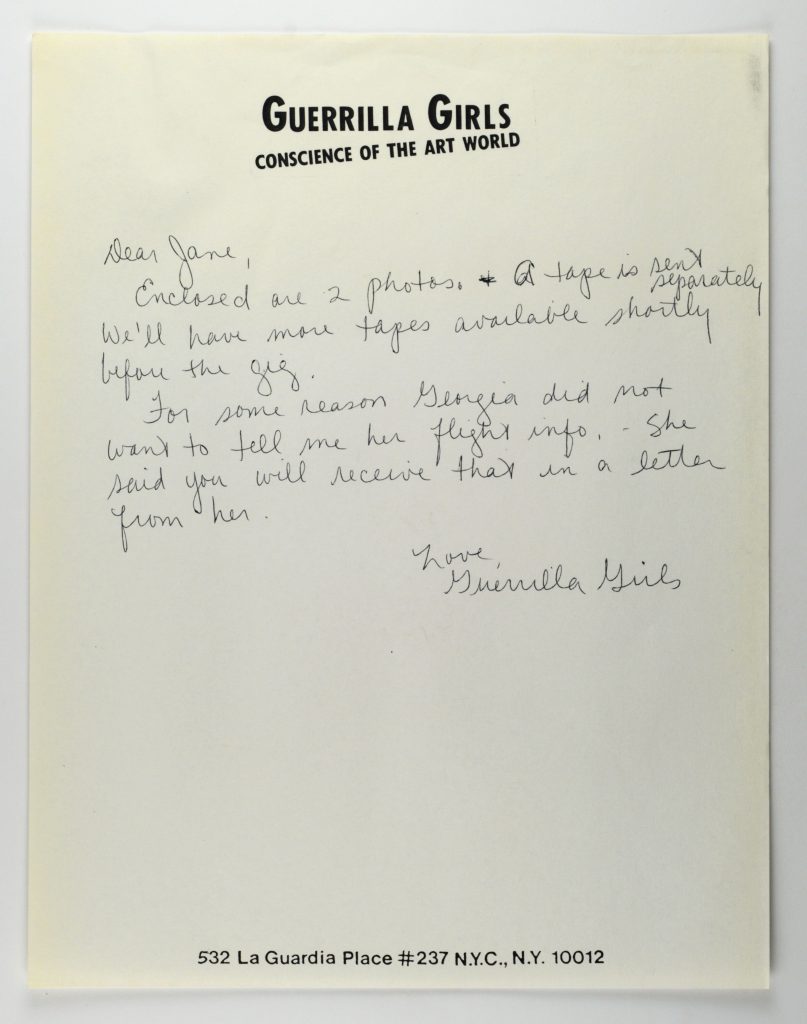 GUERRILLA GIRLS
CONSCIENCE OF THE ART WORLD
Dear Jane,
Enclosed are 2 photos. A tape is sent separately
We'll have more tapes available shortly
before the gig.
For some reason Georgia did not
want to tell me her flight info. - She
said you will receive that in a letter
from her.
Love,
Guerrilla Girls
532 La Guardia Place #237 N.Y.C., N.Y. 10012